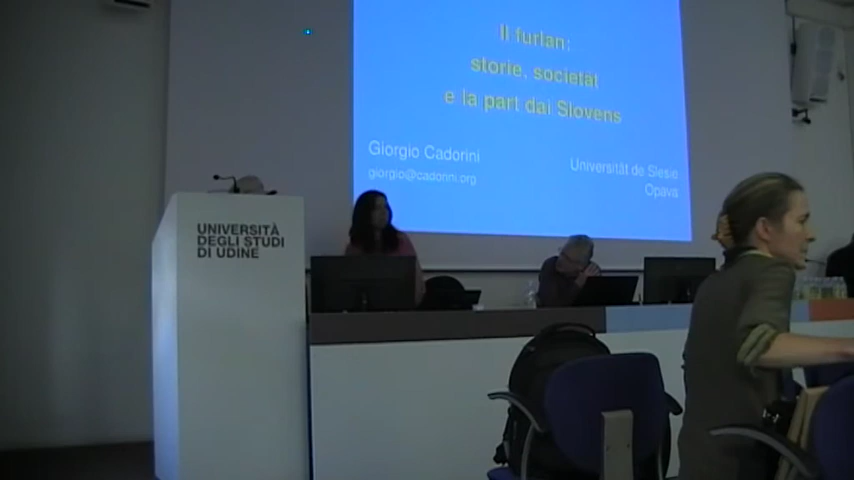 Il furlan:
storie, societât
e la part dai Slovens
Giorgio Cadorini
giorgio@cadorini.org
Universitât de Slesie
Opava
UNIVERSITÀ
DEGLI STUDI
DI UDINE